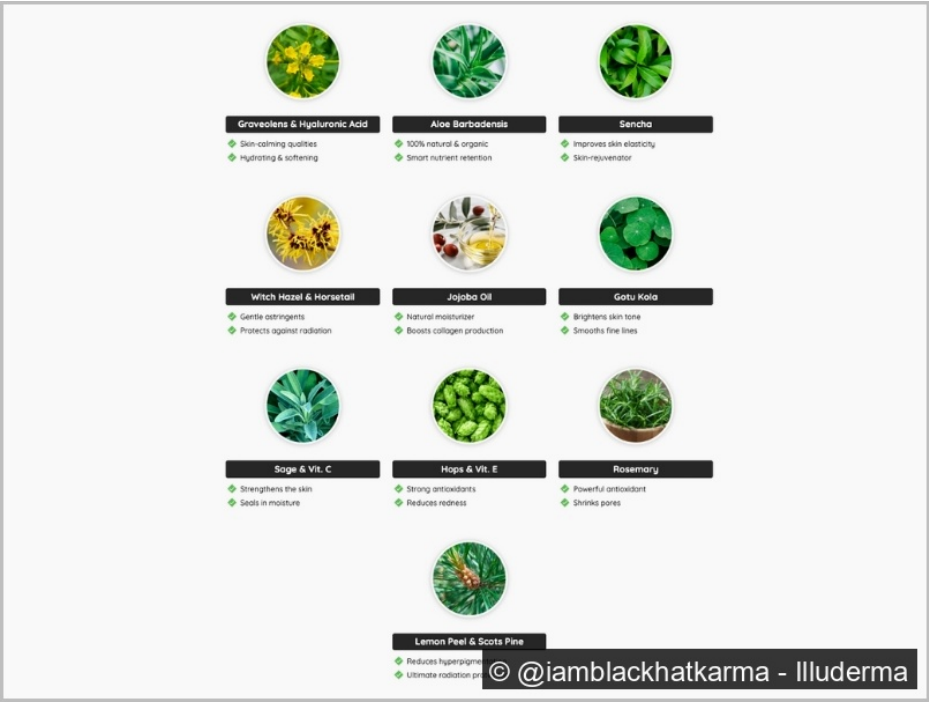 Graveolens & Hyaluronic Acid
Skin-calming qualities
Hydrating & softening
Aloe Barbadensis
100% natural & organic
Smart nutrient retention
Sencha
Improves skin elasticity
Skin-rejuvenator
Witch Hazel & Horsetail
Gentle astringents
Protects against radiation
Jojoba Oil
Natural moisturizer
Boosts collagen production
Gotu Kola
Brightens skin tone
Smooths fine lines
Sage & Vit. C
Strengthens the skin
Seals in moisture
Hops & Vit. E
Strong antioxidants
Reduces redness
Rosemary
Powerful antioxidant
Shrinks pores
Lemon Peel & Scots Pine
Reduces
Ultimate radiation
© @iamblackhatkarma - Illuderma